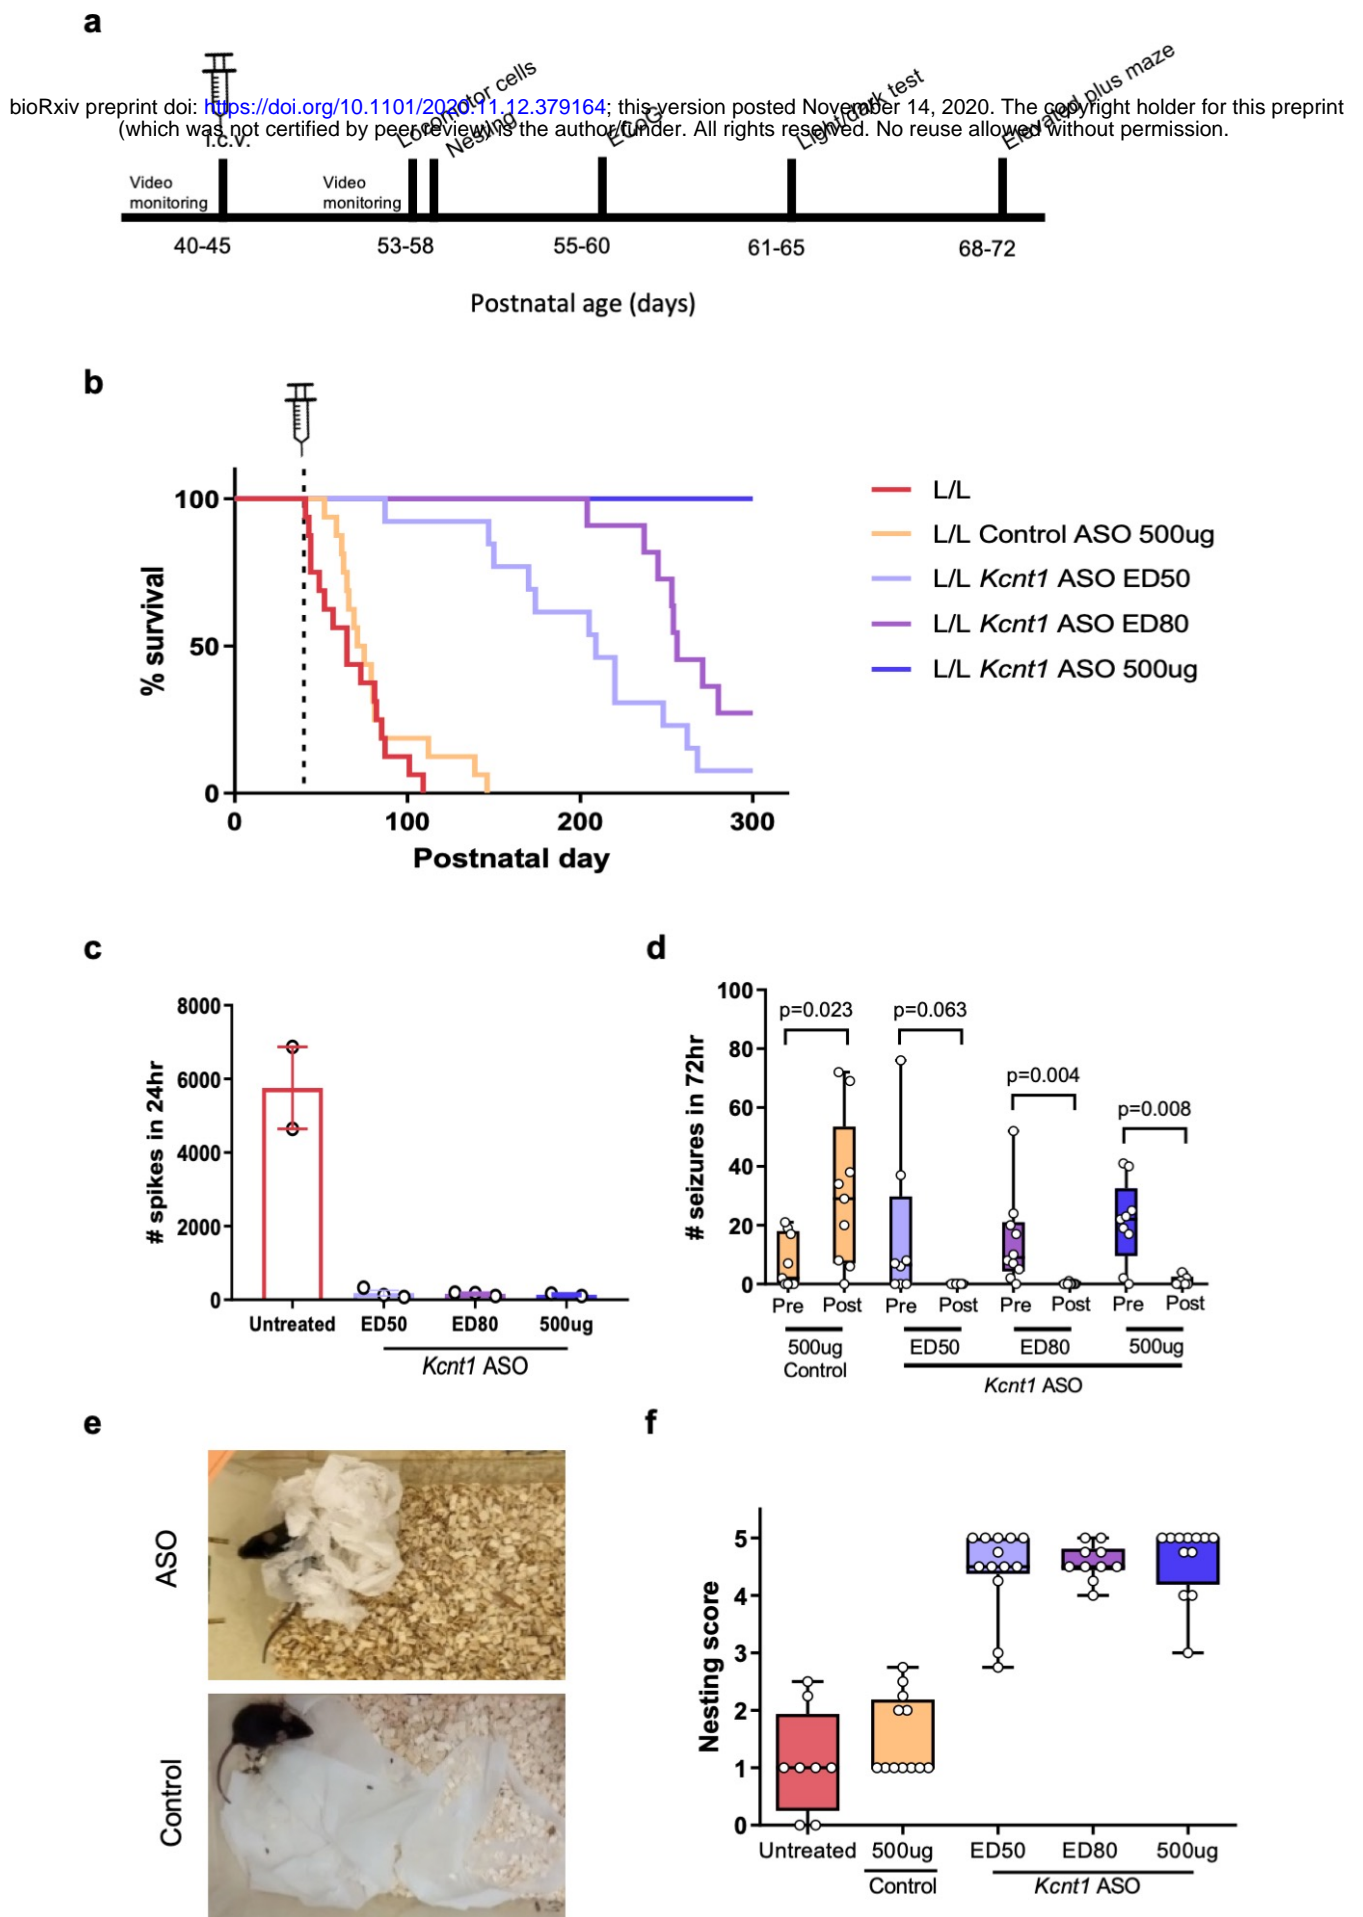 a
Locomotor cells
Nestling
ECoG
Light/dark test
Elevated plus maze
bioRxiv preprint doi: https://doi.org/10.1101/2020.11.12.379164; this version posted November 14, 2020. The copyright holder for this preprint
(which was not certified by peer review) is the author/funder. All rights reserved. No reuse allowed without permission.
i.c.v.
Video
monitoring
Video
monitoring
40-45
53-58
55-60
61-65
68-72
Postnatal age (days)
b
% survival
100
50
0
0
100
200
300
Postnatal day
L/L
L/L Control ASO 500ug
L/L Kcnt1 ASO ED50
L/L Kcnt1 ASO ED80
L/L Kcnt1 ASO 500ug
c
# spikes in 24hr
8000
6000
4000
2000
0
Untreated
ED50
ED80
500ug
Kcnt1 ASO
d
# seizures in 72hr
100
80
60
40
20
0
p=0.023
p=0.063
p=0.004
p=0.008
Pre
Post
Pre
Post
Pre
Post
Pre
Post
500ug
Control
ED50
ED80
500ug
Kcnt1 ASO
e
ASO
Control
f
Nesting score
5
4
3
2
1
0
Untreated
500ug
Control
ED50
ED80
500ug
Kcnt1 ASO